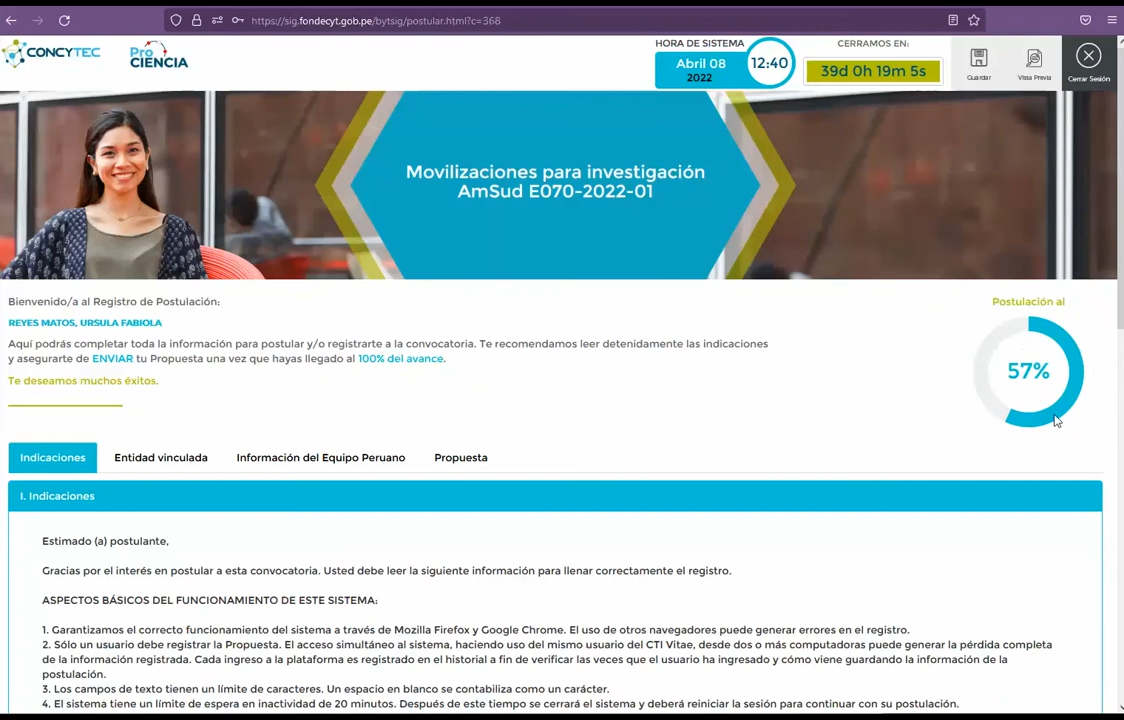 https://sig.fondecyt.gob.pe/bytsig/postular.html?c=368
CONCYTEC
Pro
CIENCIA
HORA DE SISTEMA
Abril 08
2022
12:40
CERRAMOS EN:
39d 0h 19m 5s
Guardar
Vista Previa
Cerrar Sesión
Movilizaciones para investigación
AmSud E070-2022-01
Bienvenido/a al Registro de Postulación:
REYES MATOS, URSULA FABIOLA
Aquí podrás completar toda la información para postular y/o registrarte a la convocatoria. Te recomendamos leer detenidamente las indicaciones
y asegurarte de ENVIAR tu Propuesta una vez que hayas llegado al 100% del avance.
Te deseamos muchos éxitos.
Postulación al
57%
Indicaciones
Entidad vinculada
Información del Equipo Peruano
Propuesta
I. Indicaciones
Estimado (a) postulante,
Gracias por el interés en postular a esta convocatoria. Usted debe leer la siguiente información para llenar correctamente el registro.
ASPECTOS BÁSICOS DEL FUNCIONAMIENTO DE ESTE SISTEMA:
1. Garantizamos el correcto funcionamiento del sistema a través de Mozilla Firefox y Google Chrome. El uso de otros navegadores puede generar errores en el registro.
2. Sólo un usuario debe registrar la Propuesta. El acceso simultáneo al sistema, haciendo uso del mismo usuario del CTI Vitae, desde dos o más computadoras puede generar la pérdida completa
de la información registrada. Cada ingreso a la plataforma es registrado en el historial a fin de verificar las veces que el usuario ha ingresado y cómo viene guardando la información de la
postulación.
3. Los campos de texto tienen un límite de caracteres. Un espacio en blanco se contabiliza como un carácter.
4. El sistema tiene un límite de espera en inactividad de 20 minutos. Después de este tiempo se cerrará el sistema y deberá reiniciar la sesión para continuar con su postulación.